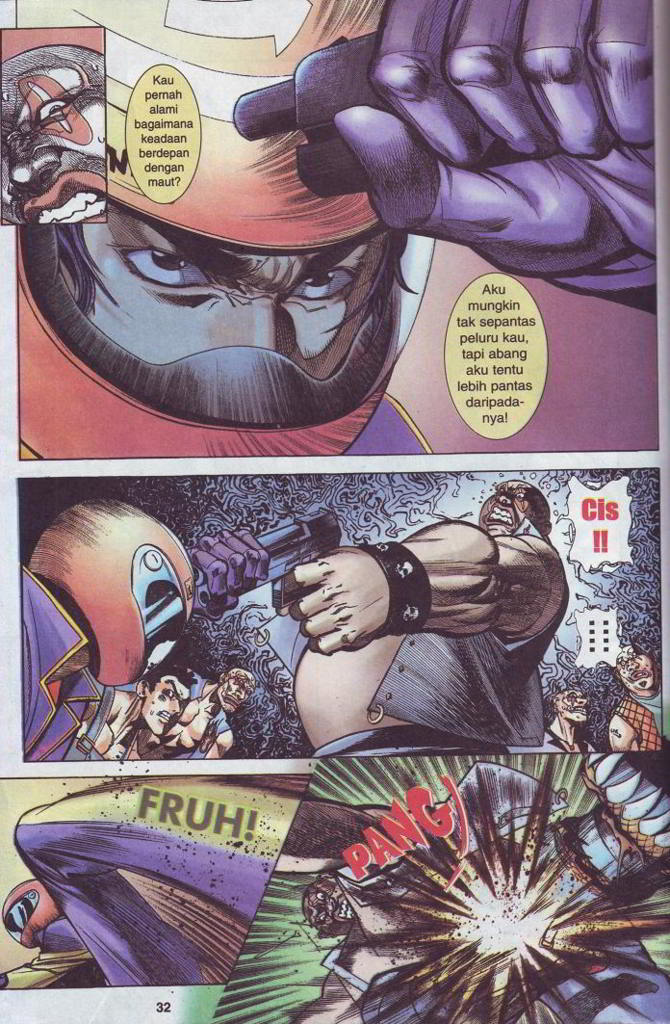 Kau
pernah
alami
bagaimana
keadaan
berdepan
dengan
maut?
Aku
mungkin
tak sepantas
peluru kau,
tapi abang
aku tentu
lebih pantas
daripada-
nya!
Cis
!!
FRUH!
PANG!
32